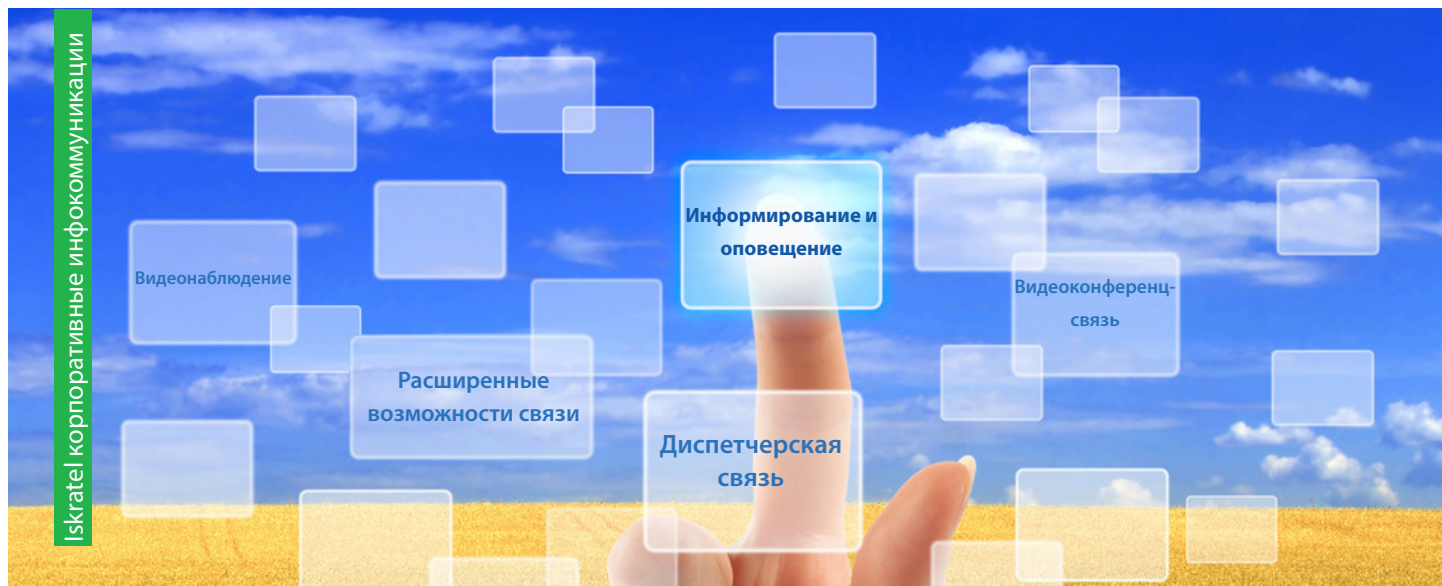 Iskratel корпоративные инфокоммуникации
Информирование и
оповещение
Видеонаблюдение
Видеоконференц-
связь
Расширенные
возможности связи
Диспетчерская
связь